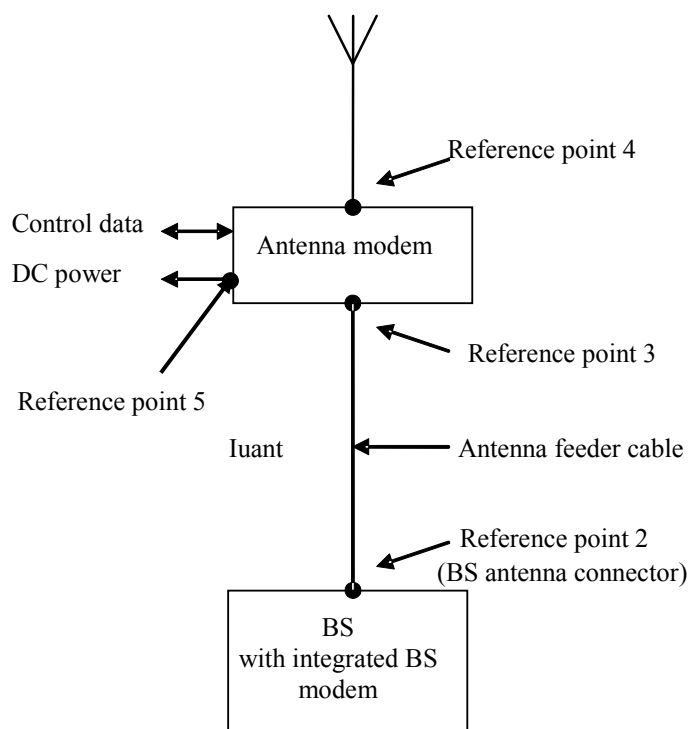 Reference point 4
Control data
Antenna modem
DC power
Reference point 3
Reference point 5
Iuant
Antenna feeder cable
Reference point 2
(BS antenna connector)
BS
with integrated BS
modem